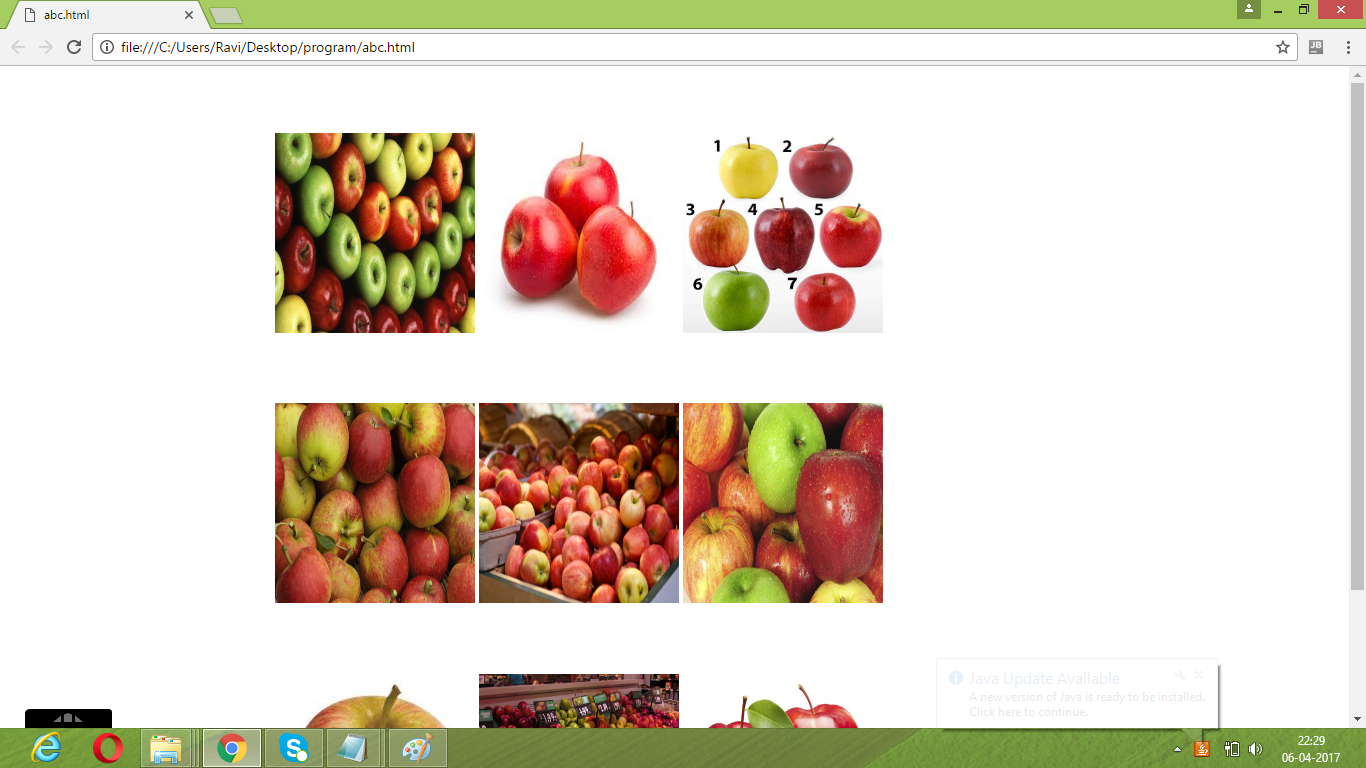 abc.html
file:///C:/Users/Ravi/Desktop/program/abc.html
JB
1
2
3
4
5
6
7
Java Update Available
A new version of Java is ready to be installed.
Click here to continue.
22:29
06-04-2017